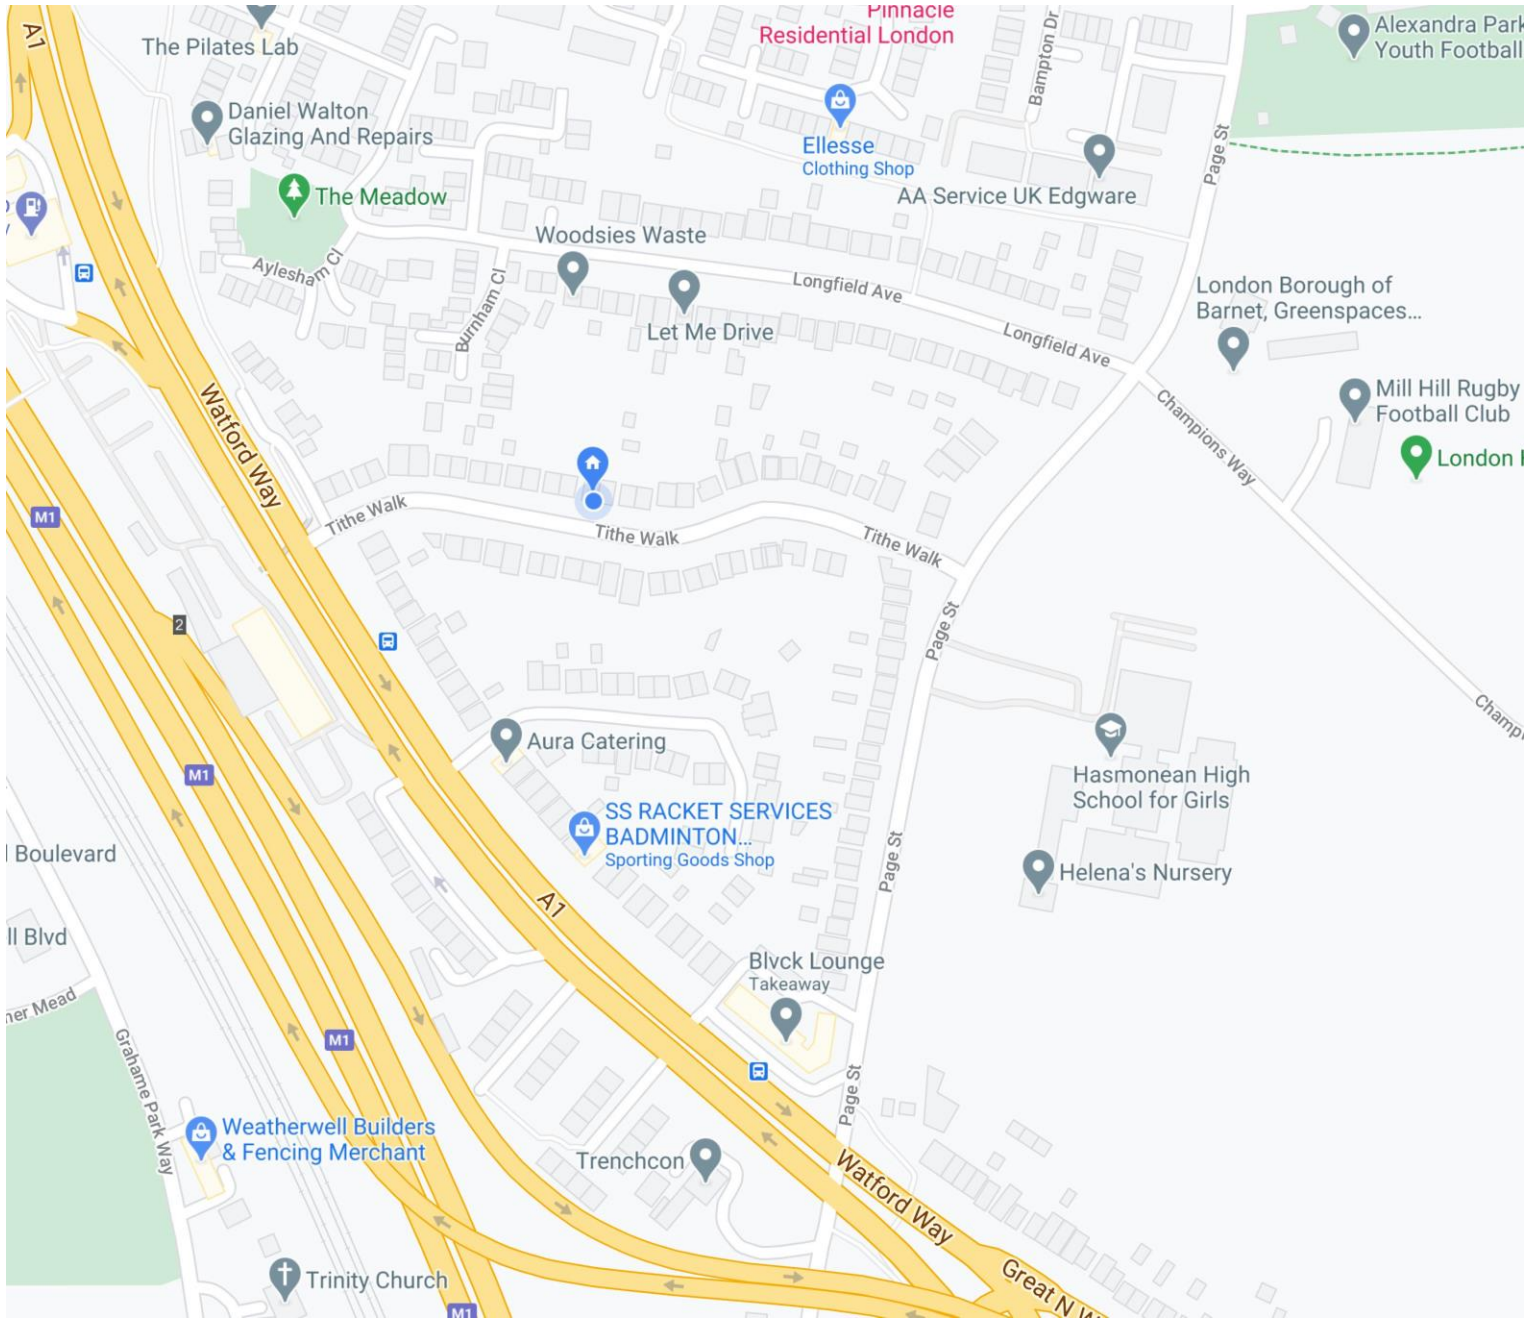 Pinnacle
Residential London
A1
The Pilates Lab
Bampton Dr
Alexandra Park
Youth Football
Daniel Walton
Glazing And Repairs
Ellesse
Clothing Shop
Page St
AA Service UK Edgware
The Meadow
Woodsies Waste
Aylesham Cl
Burnham Cl
Longfield Ave
Let Me Drive
Longfield Ave
London Borough of
Barnet, Greenspaces...
Mill Hill Rugby
Football Club
Champions Way
London
Watford Way
M1
Tithe Walk
Tithe Walk
Tithe Walk
Page St
2
Champ
Aura Catering
M1
Hasmonean High
School for Girls
SS RACKET SERVICES
BADMINTON...
Sporting Goods Shop
Boulevard
Page St
Helena's Nursery
A1
ll Blvd
Blvck Lounge
Takeaway
ner Mead
M1
Grahame Park Way
Page St
Weatherwell Builders
& Fencing Merchant
Trenchcon
Watford Way
Trinity Church
Great N W
M1